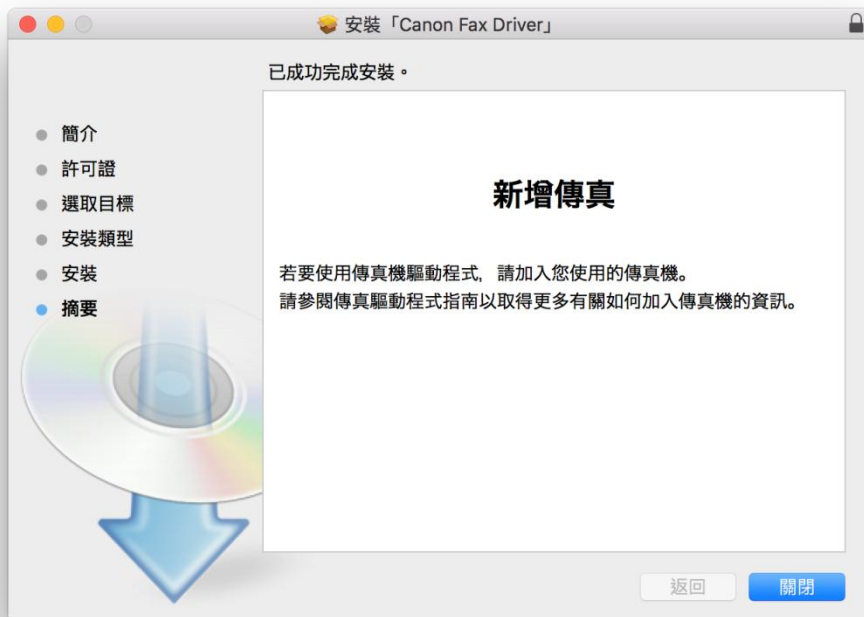 安裝「Canon Fax Driver」
已成功完成安裝。
簡介
許可證
選取目標
安裝類型
安裝
摘要
新增傳真
若要使用傳真機驅動程式，請加入您使用的傳真機。
請參閱傳真驅動程式指南以取得更多有關如何加入傳真機的資訊。
返回
關閉